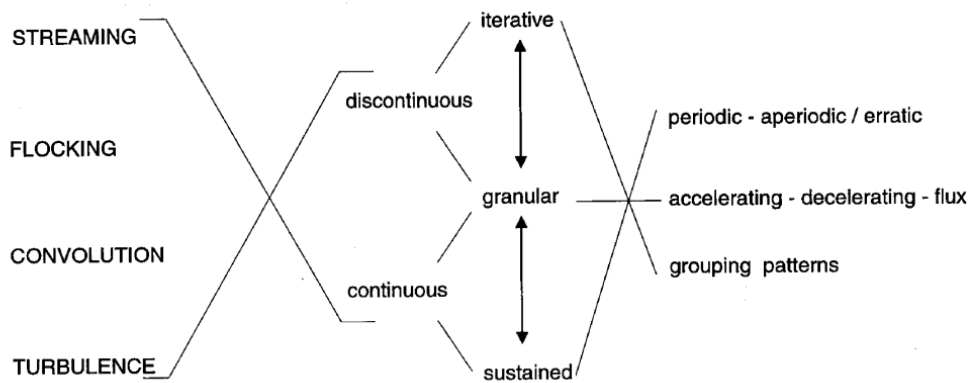 STREAMING
FLOCKING
CONVOLUTION
TURBULENCE
discontinuous
continuous
iterative
granular
sustained
periodic - aperiodic / erratic
accelerating - decelerating - flux
grouping patterns